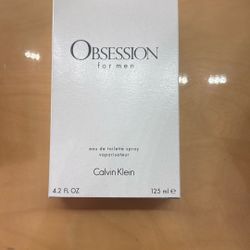 OBSESSION
for men
eau de toilette spray
vaporisateur
Calvin Klein
4.2 FL OZ 125 ml ℮